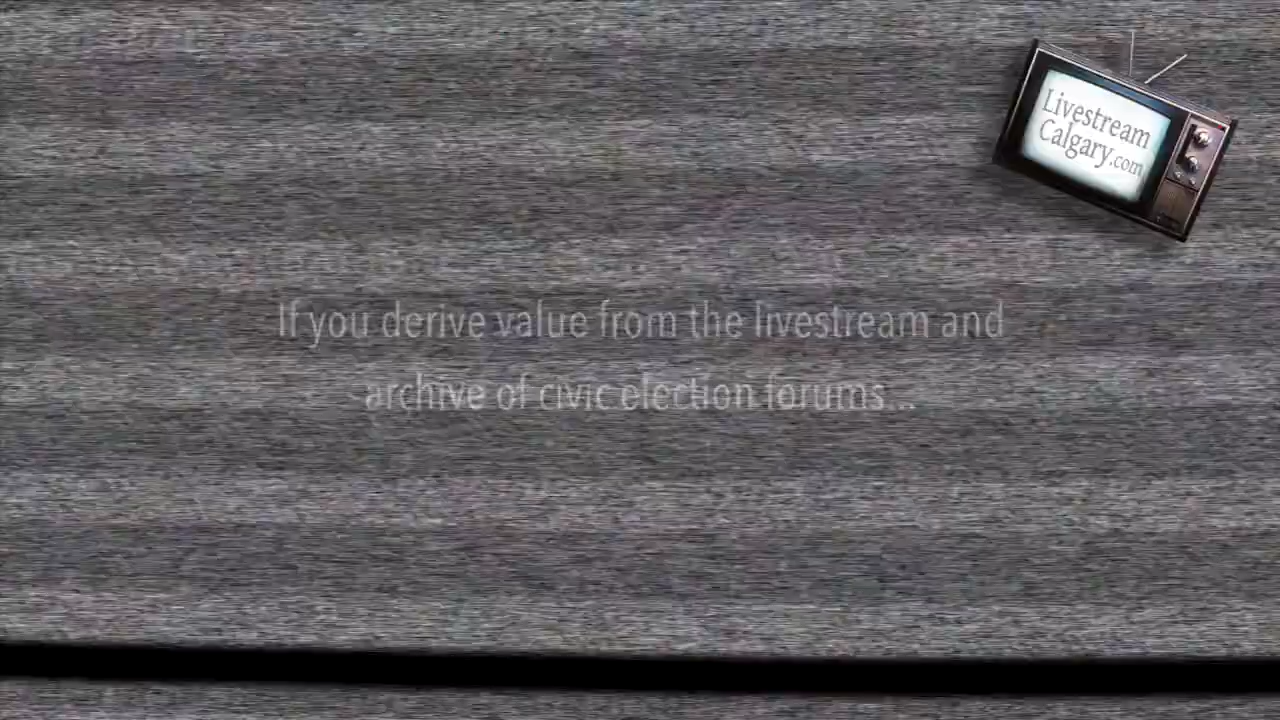 Livestream
Calgary.com
If you derive value from the livestream and
archive of civic election forums...